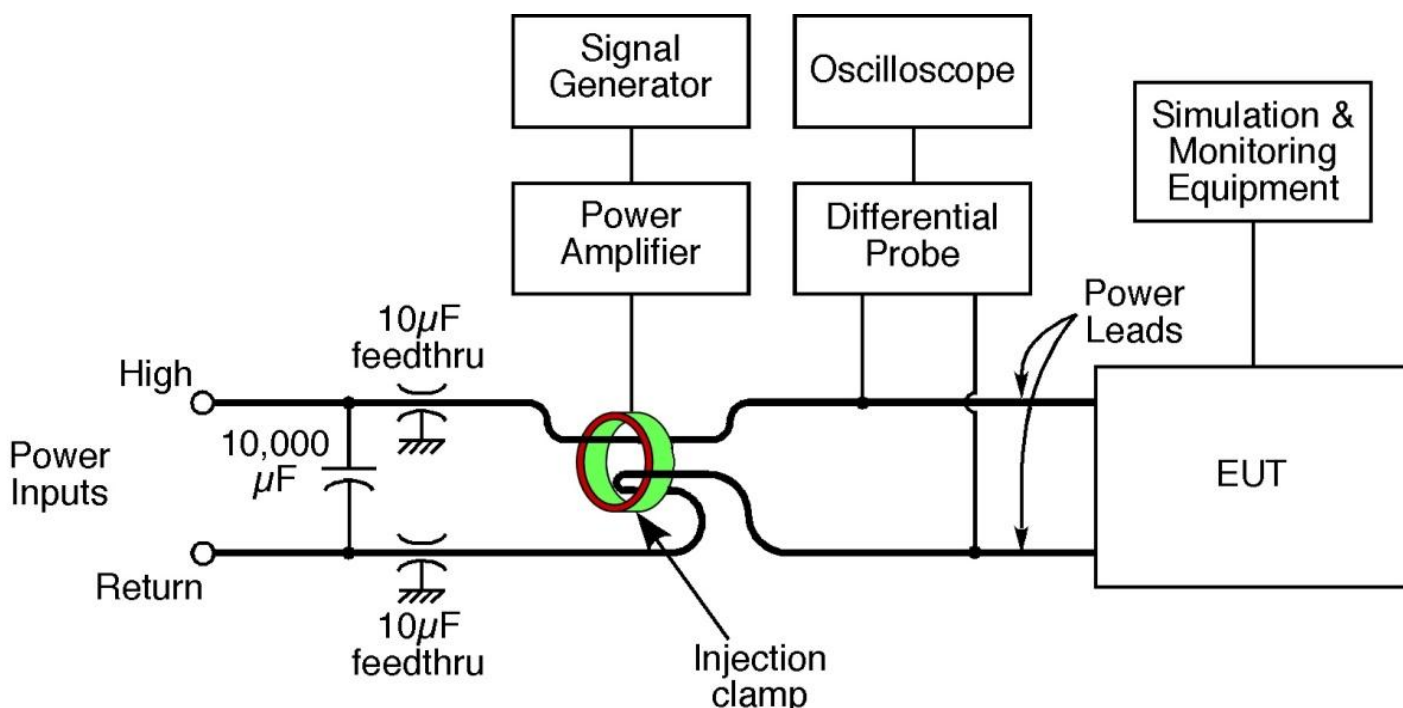 Signal
Generator
Oscilloscope
Simulation &
Monitoring
Equipment
Power
Amplifier
Differential
Probe
Power
Leads
10µF
feedthru
High
10,000
µF
Power
Inputs
EUT
Return
10µF
feedthru
Injection
clamp